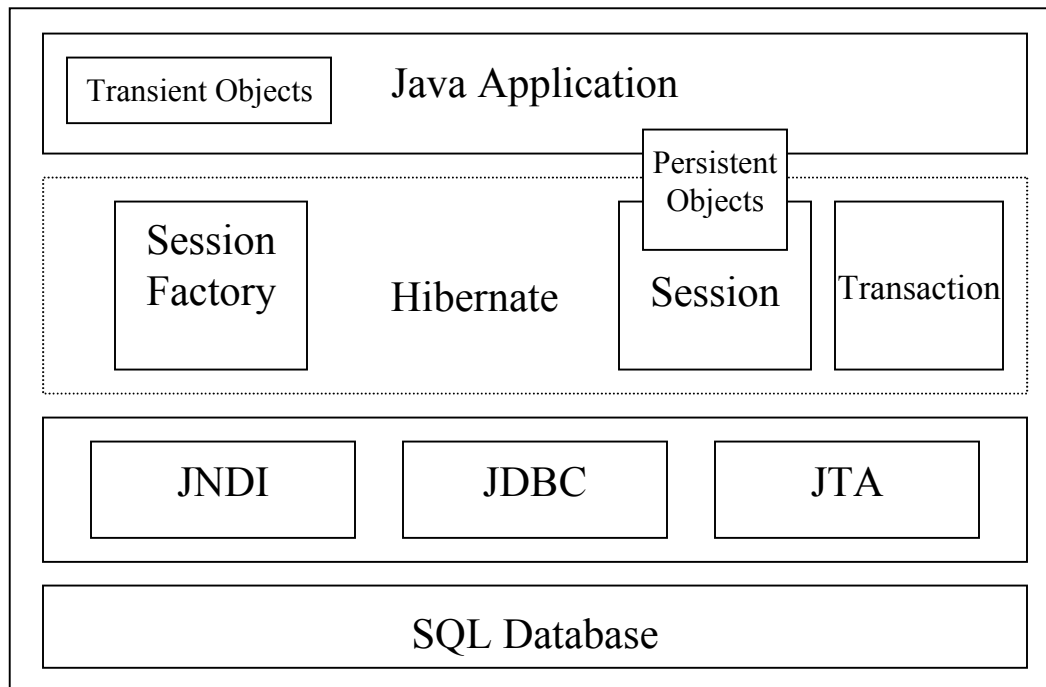 Transient Objects
Java Application
Persistent
Objects
Session
Factory
Hibernate
Session
Transaction
JNDI
JDBC
JTA
SQL Database